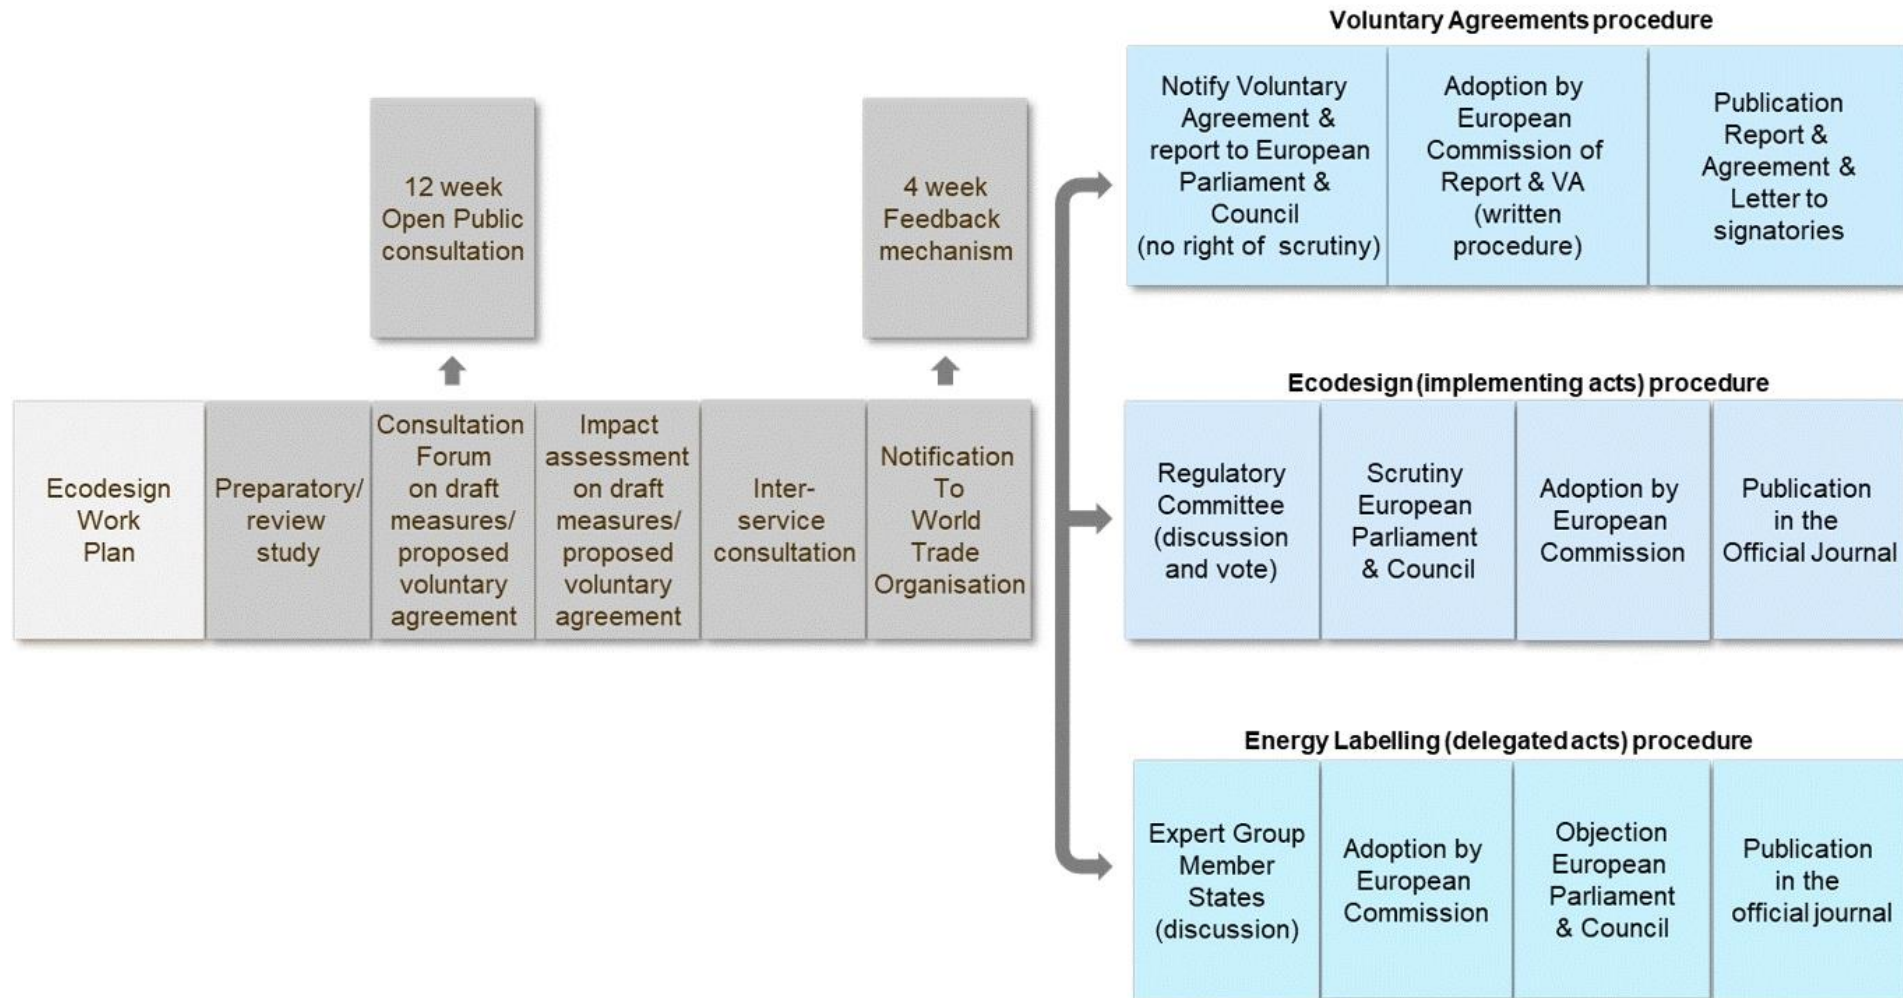 Voluntary Agreements procedure
Notify Voluntary
Agreement &
report to European
Parliament &
Council
(no right of scrutiny)
Adoption by
European
Commission of
Report & VA
(written
procedure)
Publication
Report &
Agreement &
Letter to
signatories
12 week
Open Public
consultation
4 week
Feedback
mechanism
Ecodesign
Work
Plan
Preparatory/
review
study
Consultation
Forum
on draft
measures/
proposed
voluntary
agreement
Impact
assessment
on draft
measures/
proposed
voluntary
agreement
Inter-
service
consultation
Notification
To
World
Trade
Organisation
Ecodesign (implementing acts) procedure
Regulatory
Committee
(discussion
and vote)
Scrutiny
European
Parliament
& Council
Adoption by
European
Commission
Publication
in the
Official Journal
Energy Labelling (delegated acts) procedure
Expert Group
Member
States
(discussion)
Adoption by
European
Commission
Objection
European
Parliament
& Council
Publication
in the
official journal